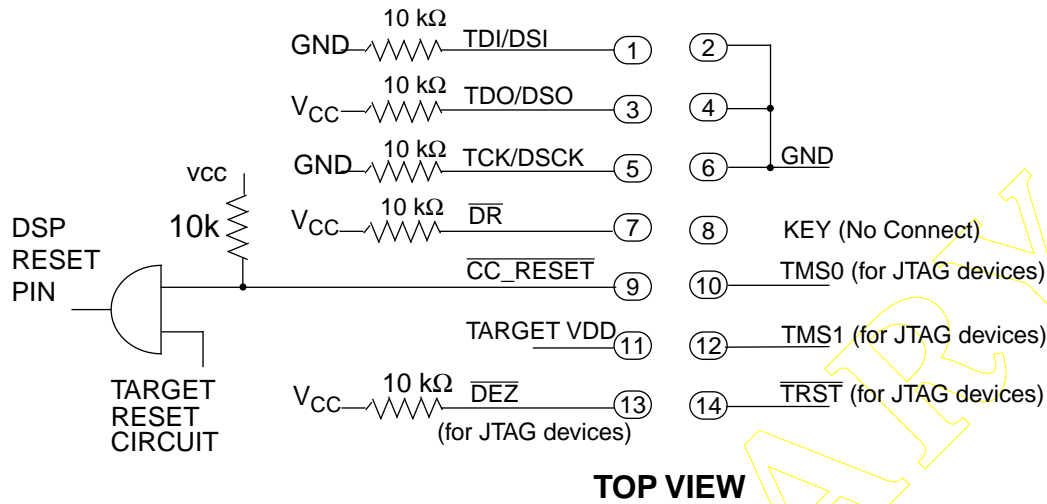 10 kΩ
GND TDI/DSI 1 2
10 kΩ
VCC TDO/DSO 3 4
10 kΩ
GND TCK/DSCK 5 6 GND
vcc
10k
10 kΩ
VCC DR 7 8 KEY (No Connect)
DSP
RESET
PIN
CC_RESET 9 10 TMS0 (for JTAG devices)
TARGET VDD 11 12 TMS1 (for JTAG devices)
TARGET
RESET
CIRCUIT
10 kΩ
VCC DEZ 13 14 TRST (for JTAG devices)
(for JTAG devices)
TOP VIEW